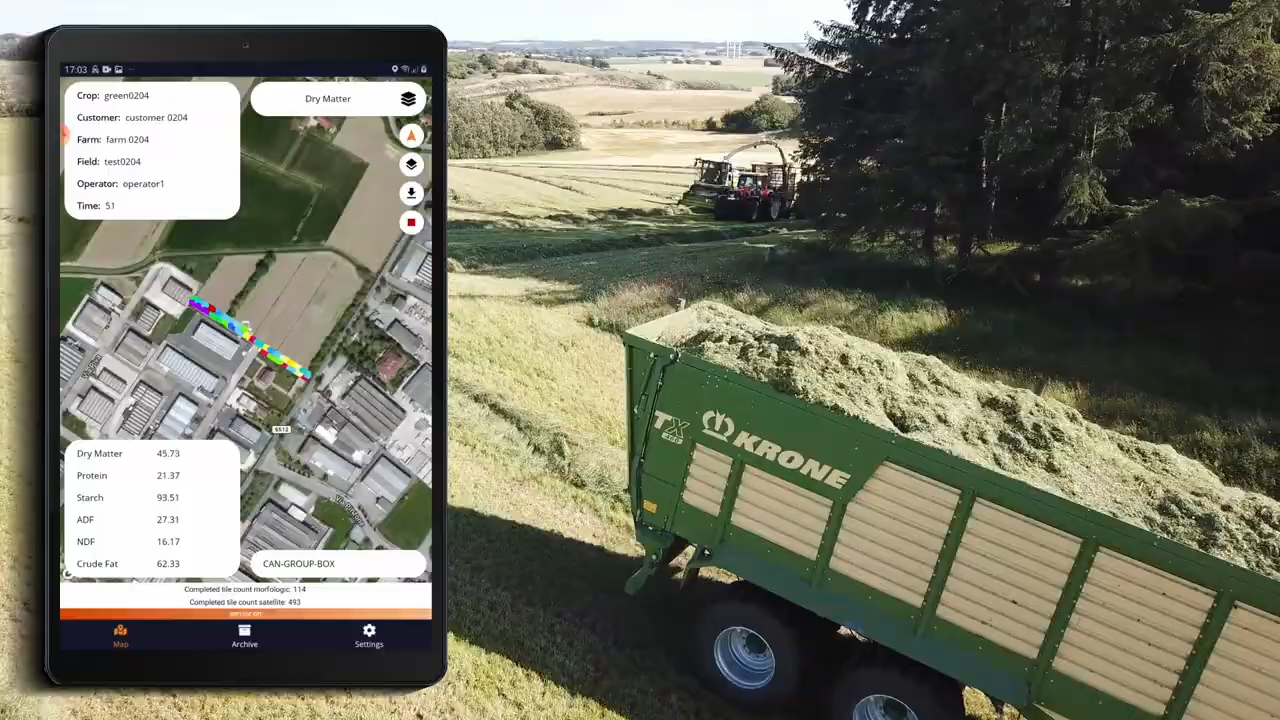 17:03
Crop: green0204
Customer: customer 0204
Farm: farm 0204
Field: test0204
Operator: operator1
Time: 51
Dry Matter
Dry Matter 45.73
Protein 21.37
Starch 93.51
ADF 27.31
NDF 16.17
Crude Fat 62.33
CAN-GROUP-BOX
Completed tile count morfologic: 114
Completed tile count satellite: 493
Map
Archive
Settings
TX
460
KRONE